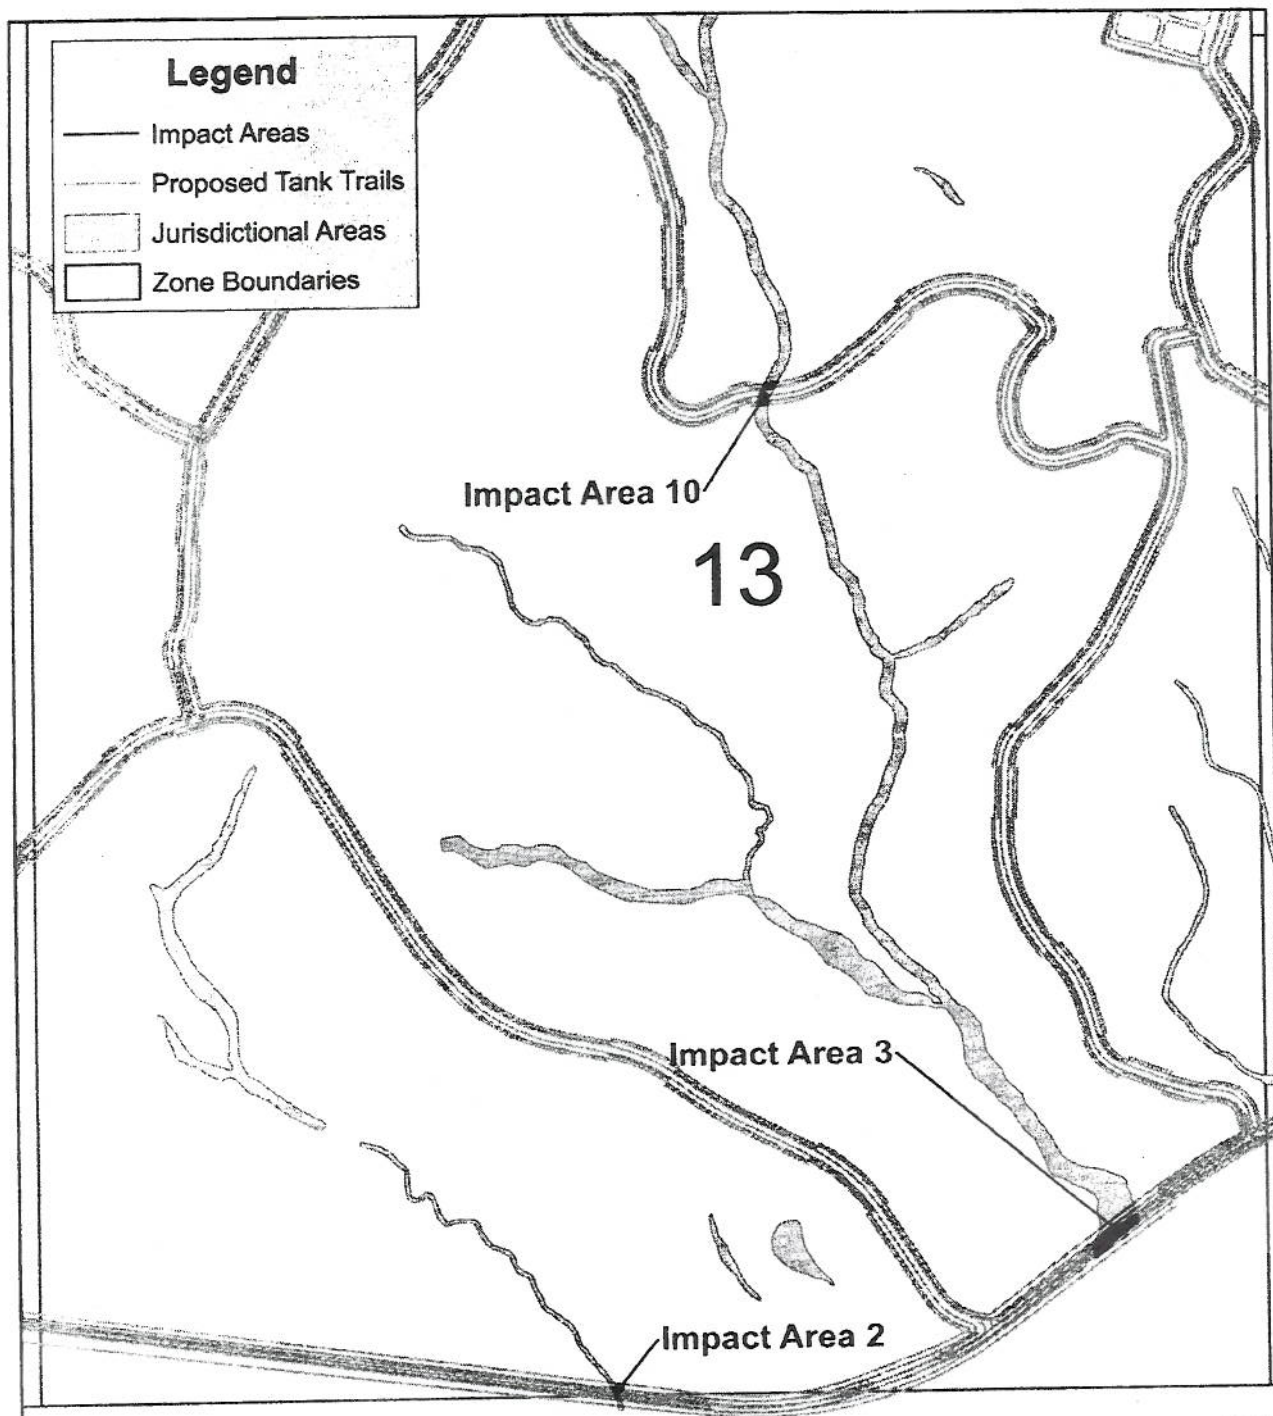 Legend
Impact Areas
Proposed Tank Trails
Jurisdictional Areas
Zone Boundaries
Impact Area 10
13
Impact Area 3
Impact Area 2